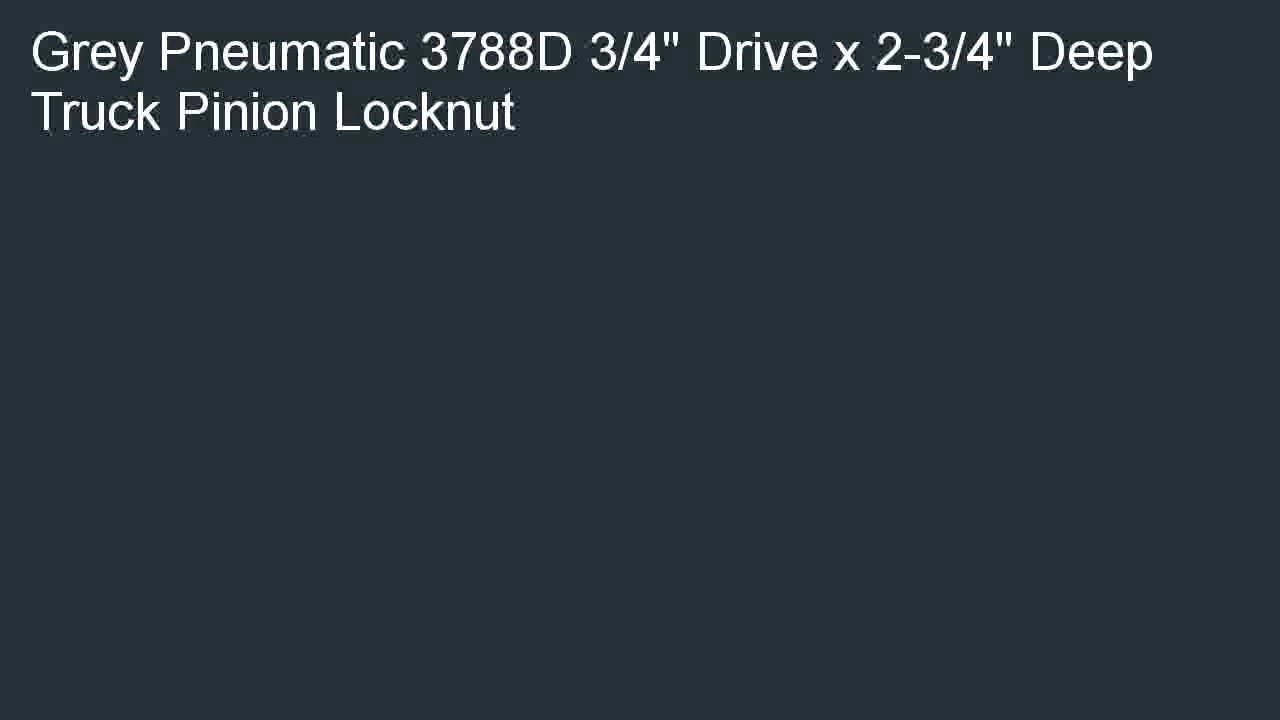 Grey Pneumatic 3788D 3/4" Drive x 2-3/4" Deep
Truck Pinion Locknut